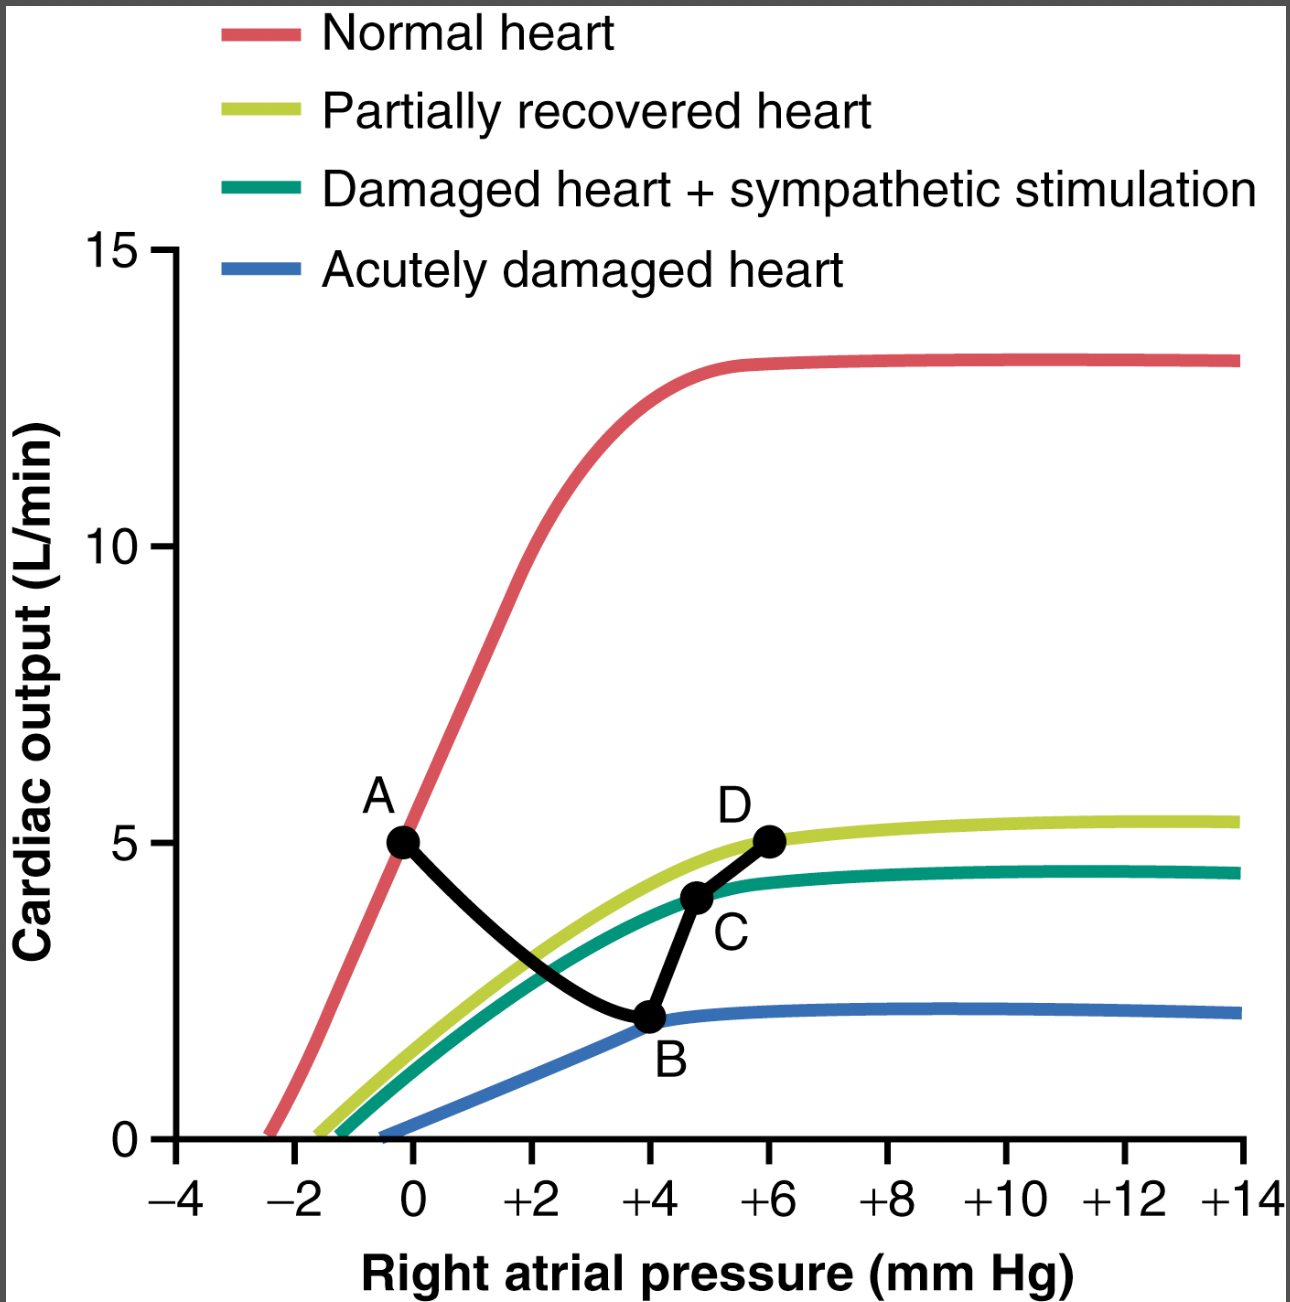 Normal heart
Partially recovered heart
Damaged heart + sympathetic stimulation
Acutely damaged heart
15
10
5
0
A
D
C
B
−4 −2 0 +2 +4 +6 +8 +10 +12 +14
Cardiac output (L/min)
Right atrial pressure (mm Hg)